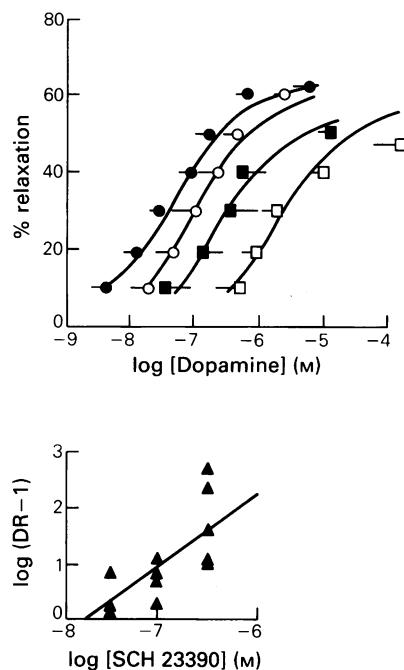 80
60
% relaxation
40
20
0
−9 −8 −7 −6 −5 −4
log [Dopamine] (M)
3
2
log (DR−1)
1
0
−8 −7 −6
log [SCH 23390] (M)